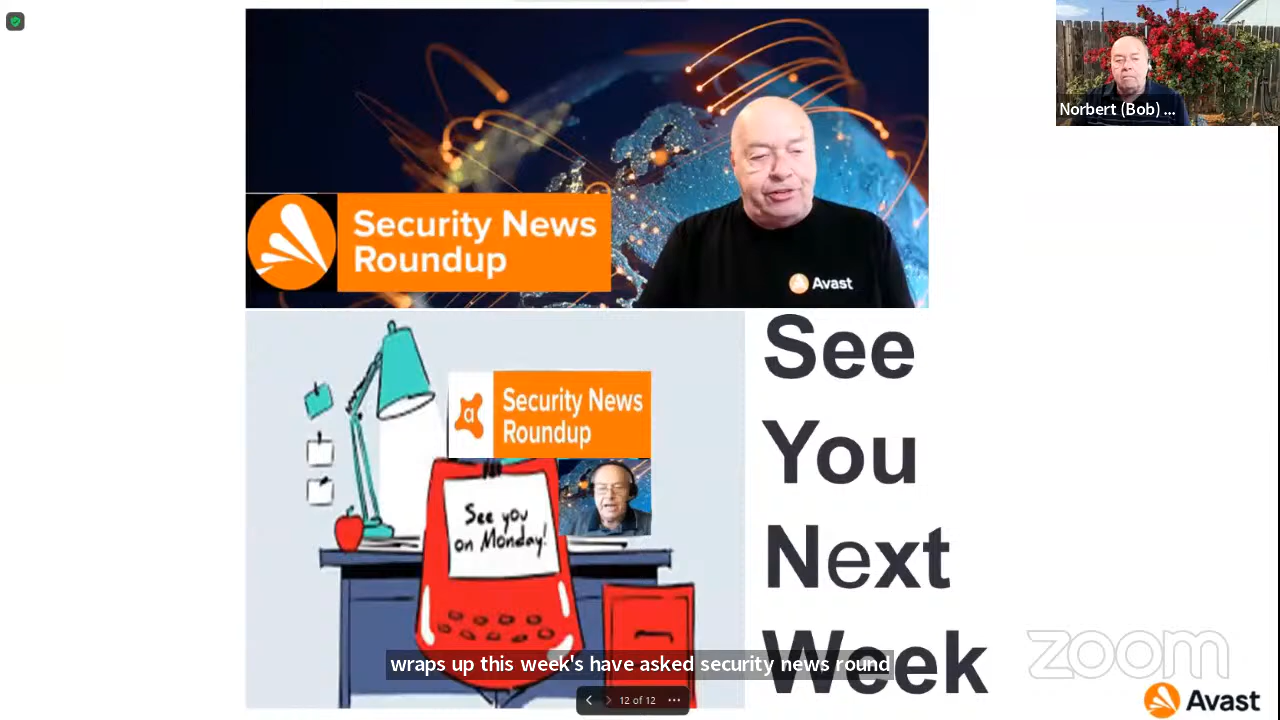 Norbert (Bob) ...
Security News
Roundup
Avast
See
You
Next
Week
Security News
Roundup
a
See you
on Monday!
wraps up this week's have asked security news round
12 of 12
zoom
Avast